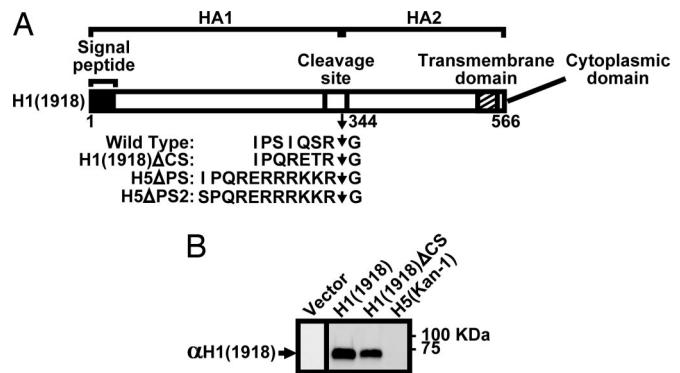 A
HA1 HA2
Signal peptide
Cleavage site
Transmembrane domain
Cytoplasmic domain
H1(1918)
1 344 566
Wild Type: IPSIQSR G
H1(1918)ΔCS: IPQRETR G
H5ΔPS: IPQRERRRKKR G
H5ΔPS2: SPQRERRRKKR G
B
Vector
H1(1918)
H1(1918)ΔCS
H5(Kan-1)
αH1(1918)
100 KDa
75